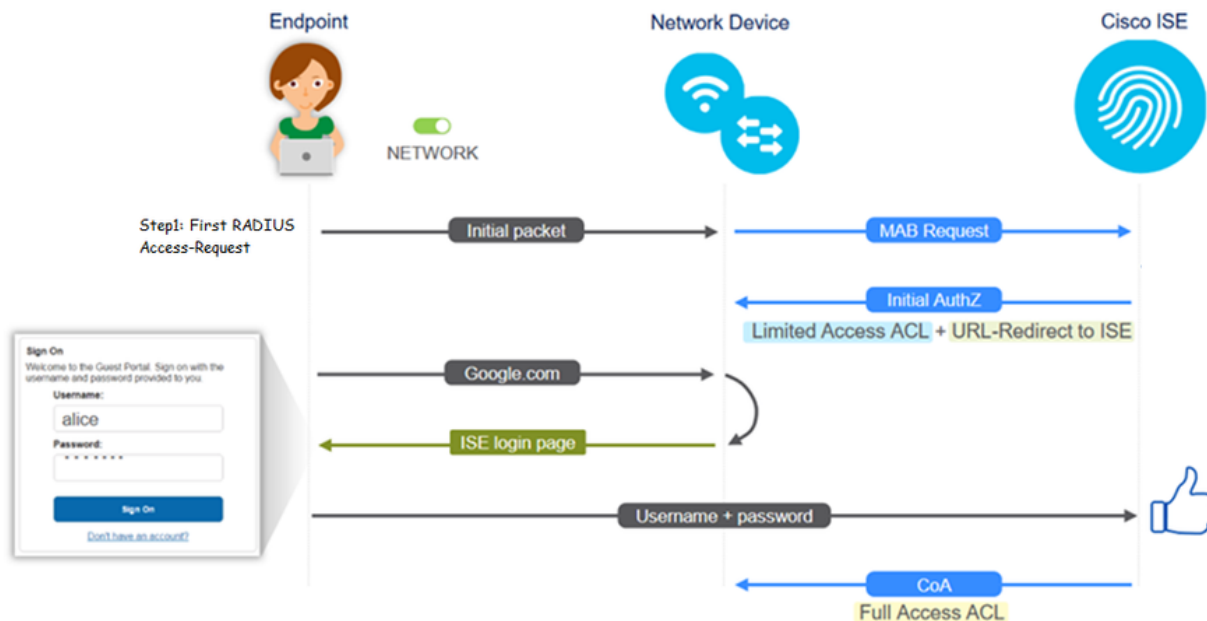 Endpoint
Network Device
Cisco ISE
NETWORK
Step1: First RADIUS
Access-Request
Initial packet
MAB Request
Initial AuthZ
Limited Access ACL + URL-Redirect to ISE
Sign On
Welcome to the Guest Portal. Sign on with the
username and password provided to you.
Username:
alice
Password:
•••••••
Sign On
Don't have an account?
Google.com
ISE login page
Username + password
CoA
Full Access ACL